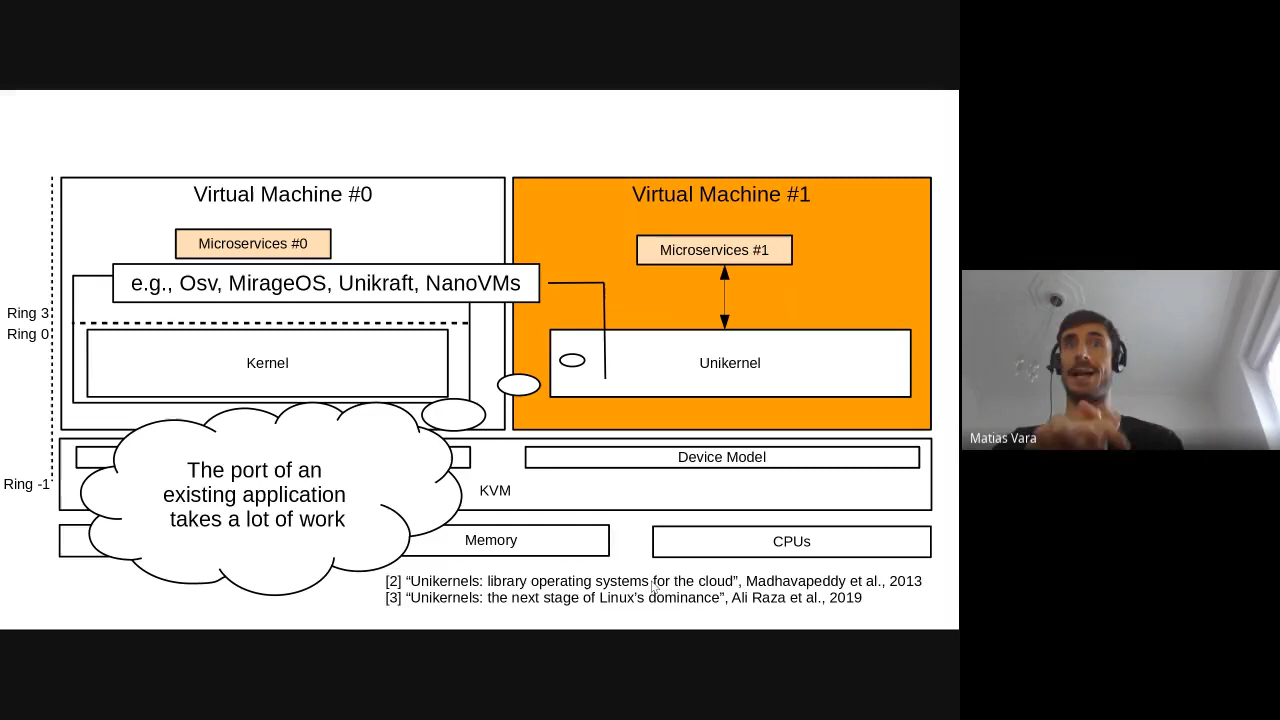 Virtual Machine #0
Virtual Machine #1
Microservices #0
Microservices #1
e.g., Osv, MirageOS, Unikraft, NanoVMs
Ring 3
Ring 0
Kernel
Unikernel
Matias Vara
The port of an
existing application
takes a lot of work
Device Model
Ring -1
KVM
Memory
CPUs
[2] “Unikernels: library operating systems for the cloud”, Madhavapeddy et al., 2013
[3] “Unikernels: the next stage of Linux’s dominance”, Ali Raza et al., 2019